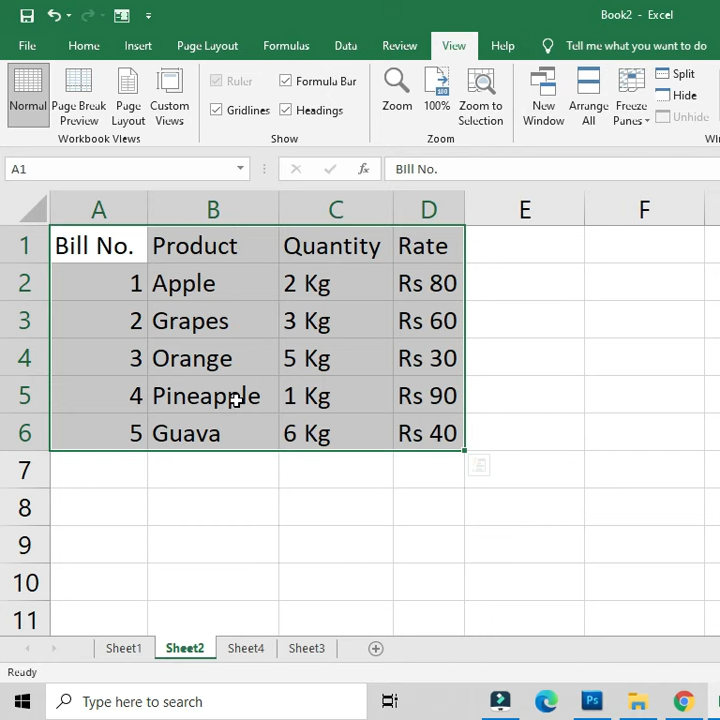 Book2 - Excel
File Home Insert Page Layout Formulas Data Review View Help Tell me what you want to do
Normal Page Break Preview Page Layout Custom Views
Ruler Formula Bar
Gridlines Headings
Zoom 100% Zoom to Selection
New Window Arrange All Freeze Panes
Split
Hide
Unhide
Workbook Views Show Zoom
A1 fx BIll No.
A B C D E F
1 Bill No. Product Quantity Rate
2 1 Apple 2 Kg Rs 80
3 2 Grapes 3 Kg Rs 60
4 3 Orange 5 Kg Rs 30
5 4 Pineapple 1 Kg Rs 90
6 5 Guava 6 Kg Rs 40
7
8
9
10
11
Sheet1 Sheet2 Sheet4 Sheet3
Ready
Type here to search Ps